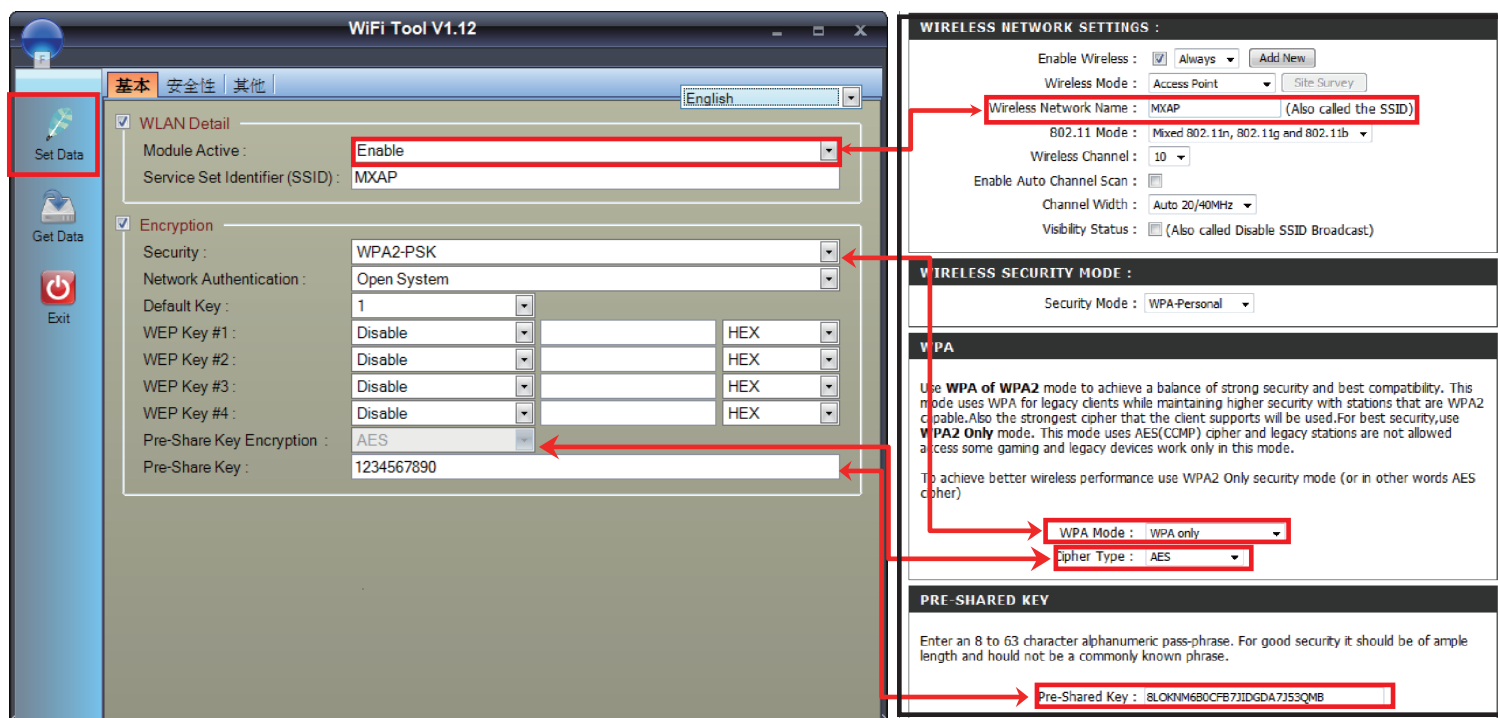 WiFi Tool V1.12
F
Set Data
Get Data
Exit
基本 安全性 其他
English
WLAN Detail
Module Active : Enable
Service Set Identifier (SSID) : MXAP
Encryption
Security : WPA2-PSK
Network Authentication : Open System
Default Key : 1
WEP Key #1 : Disable HEX
WEP Key #2 : Disable HEX
WEP Key #3 : Disable HEX
WEP Key #4 : Disable HEX
Pre-Share Key Encryption : AES
Pre-Share Key : 1234567890
WIRELESS NETWORK SETTINGS :
Enable Wireless : Always Add New
Wireless Mode : Access Point Site Survey
Wireless Network Name : MXAP (Also called the SSID)
802.11 Mode : Mixed 802.11n, 802.11g and 802.11b
Wireless Channel : 10
Enable Auto Channel Scan :
Channel Width : Auto 20/40MHz
Visibility Status : (Also called Disable SSID Broadcast)
WIRELESS SECURITY MODE :
Security Mode : WPA-Personal
WPA
Use WPA of WPA2 mode to achieve a balance of strong security and best compatibility. This
mode uses WPA for legacy clients while maintaining higher security with stations that are WPA2
capable.Also the strongest cipher that the client supports will be used.For best security,use
WPA2 Only mode. This mode uses AES(CCMP) cipher and legacy stations are not allowed
access some gaming and legacy devices work only in this mode.
To achieve better wireless performance use WPA2 Only security mode (or in other words AES
cipher)
WPA Mode : WPA only
Cipher Type : AES
PRE-SHARED KEY
Enter an 8 to 63 character alphanumeric pass-phrase. For good security it should be of ample
length and hould not be a commonly known phrase.
Pre-Shared Key : 8LOKNM6B0CFB7JIDGDA7J53QMB